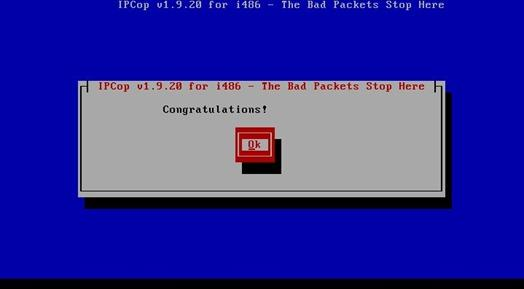 IPCop v1.9.20 for i486 - The Bad Packets Stop Here
IPCop v1.9.20 for i486 - The Bad Packets Stop Here
Congratulations!
Ok